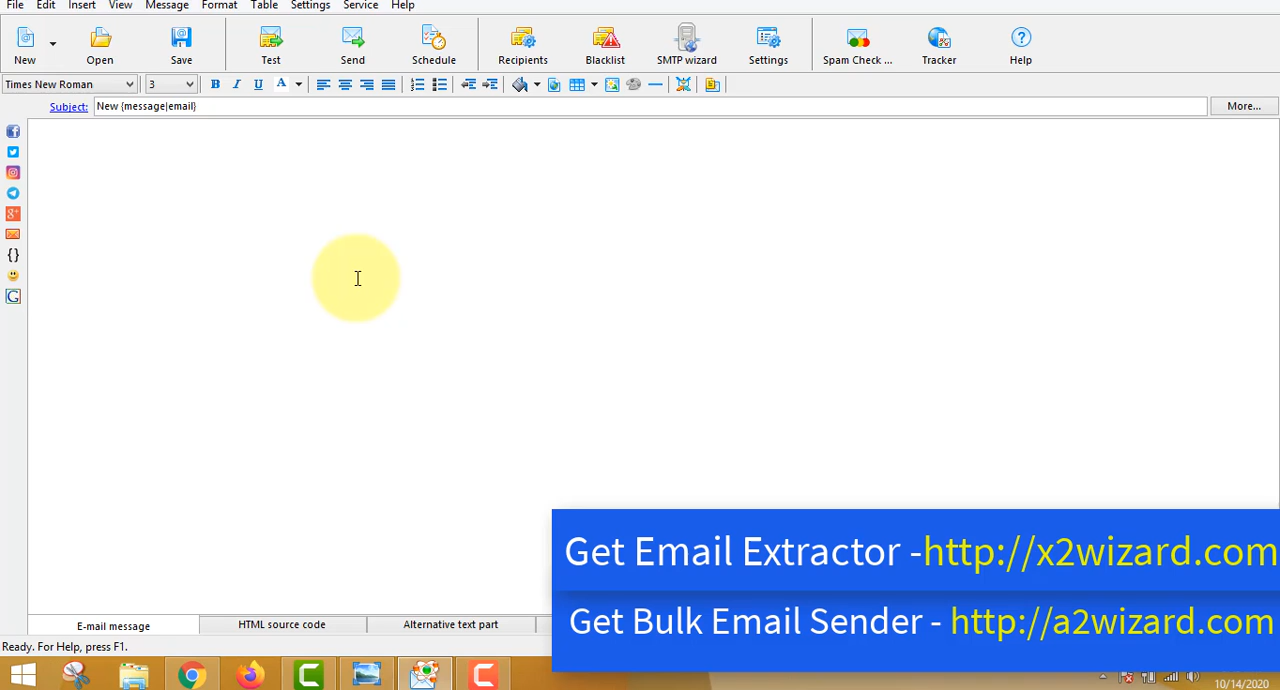 File Edit Insert View Message Format Table Settings Service Help
New Open Save Test Send Schedule Recipients Blacklist SMTP wizard Settings Spam Check ... Tracker Help
Times New Roman 3 B I U A
Subject: New {message|email} More...
Get Email Extractor -http://x2wizard.com
Get Bulk Email Sender - http://a2wizard.com
E-mail message HTML source code Alternative text part
Ready. For Help, press F1.
10/14/2020